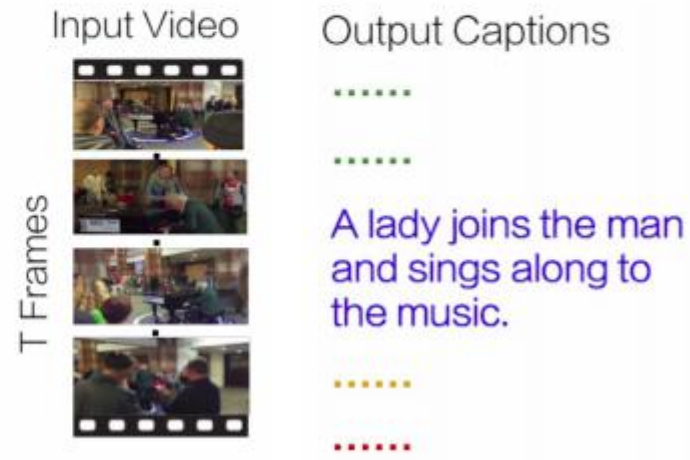 Input Video
Output Captions
T Frames
......
......
A lady joins the man
and sings along to
the music.
......
......